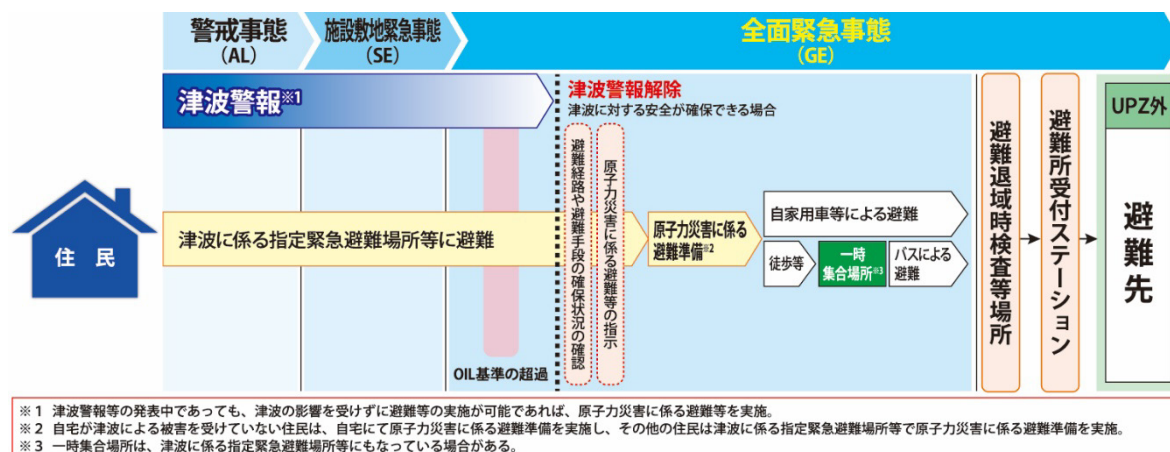 警戒事態
（AL）
施設敷地緊急事態
（SE）
全面緊急事態
（GE）
津波警報※1
津波警報解除
津波に対する安全が確保できる場合
住　民
津波に係る指定緊急避難場所等に避難
OIL基準の超過
避難経路や避難手段の確保状況の確認
原子力災害に係る避難等の指示
原子力災害に係る
避難準備※2
自家用車等による避難
徒歩等
一時
集合場所※3
バスによる
避難
避難退域時検査等場所
避難所受付ステーション
UPZ外
避難先
※１　津波警報等の発表中であっても、津波の影響を受けずに避難等の実施が可能であれば、原子力災害に係る避難等を実施。
※２　自宅が津波による被害を受けていない住民は、自宅にて原子力災害に係る避難準備を実施し、その他の住民は津波に係る指定緊急避難場所等で原子力災害に係る避難準備を実施。
※３　一時集合場所は、津波に係る指定緊急避難場所等にもなっている場合がある。